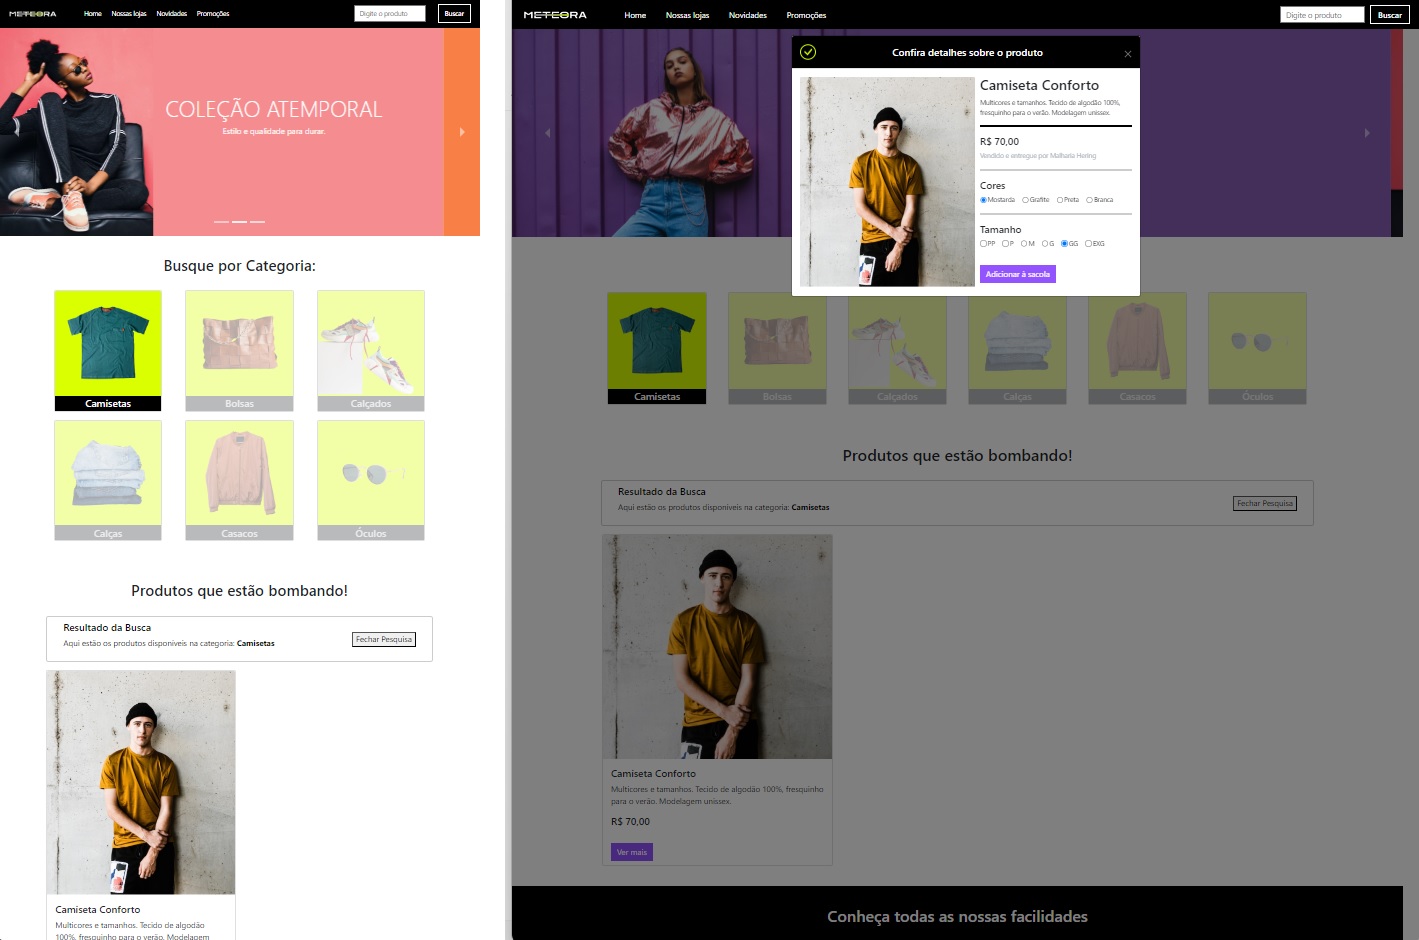 METEORA
Home Nossas lojas Novidades Promoções
Digite o produto
Buscar
COLEÇÃO ATEMPORAL
Estilo e qualidade para durar.
Busque por Categoria:
Camisetas
Bolsas
Calçados
Calças
Casacos
Óculos
Produtos que estão bombando!
Resultado da Busca
Aqui estão os produtos disponíveis na categoria: Camisetas
Fechar Pesquisa
Camiseta Conforto
Multicores e tamanhos. Tecido de algodão
100%, fresquinho para o verão. Modelagem
METEORA
Home Nossas lojas Novidades Promoções
Digite o produto
Buscar
Confira detalhes sobre o produto
×
Camiseta Conforto
Multicores e tamanhos. Tecido de algodão 100%,
fresquinho para o verão. Modelagem unissex.
R$ 70,00
Vendido e entregue por Malharia Hering
Cores
Mostarda Grafite Preta Branca
Tamanho
PP P M G GG EXG
Adicionar à sacola
Camisetas
Bolsas
Calçados
Calças
Casacos
Óculos
Produtos que estão bombando!
Resultado da Busca
Aqui estão os produtos disponíveis na categoria: Camisetas
Fechar Pesquisa
Camiseta Conforto
Multicores e tamanhos. Tecido de algodão 100%, fresquinho
para o verão. Modelagem unissex.
R$ 70,00
Ver mais
Conheça todas as nossas facilidades